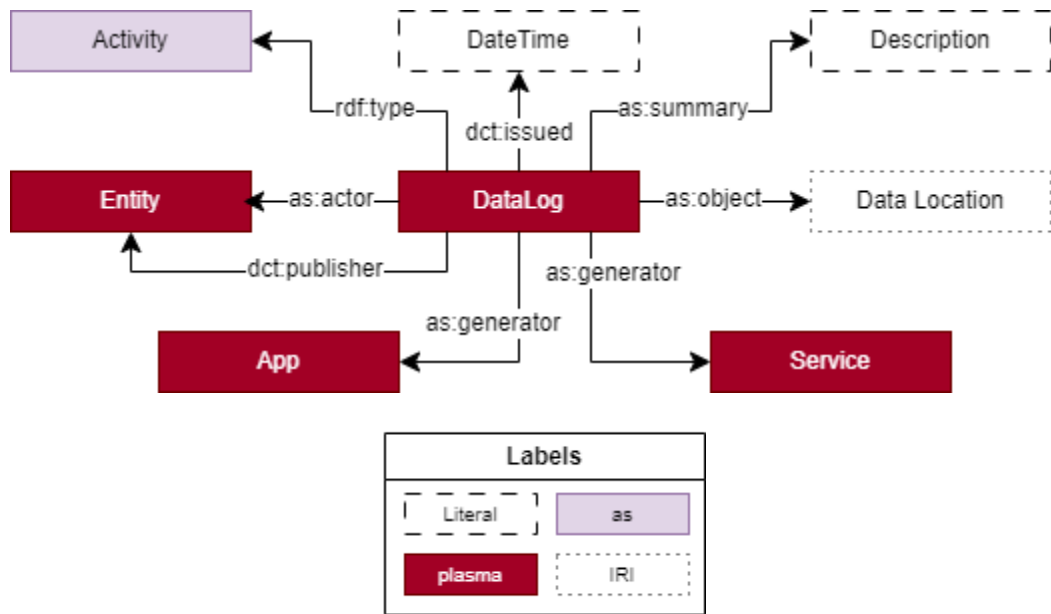 Activity
DateTime
Description
rdf:type
dct:issued
as:summary
Entity
as:actor
DataLog
as:object
Data Location
dct:publisher
as:generator
as:generator
App
Service
Labels
Literal
as
plasma
IRI